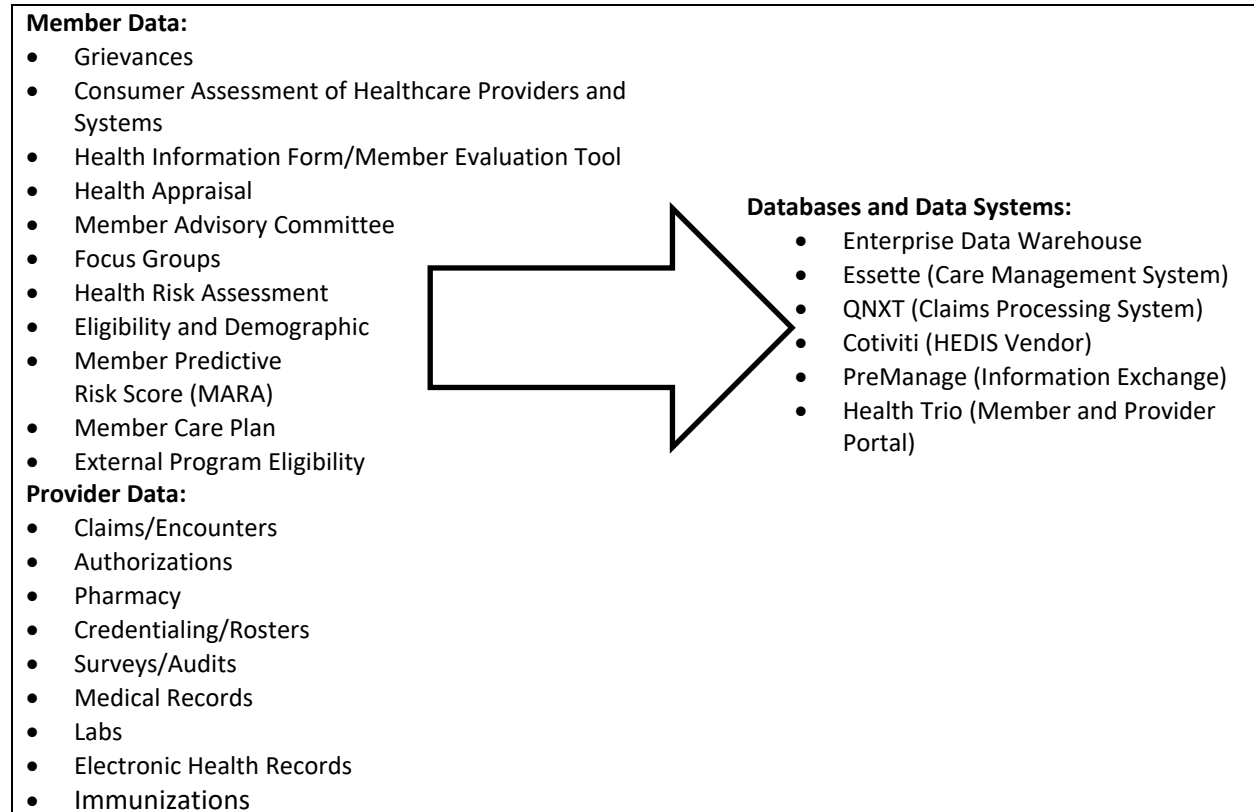 Member Data:
• Grievances
• Consumer Assessment of Healthcare Providers and
Systems
• Health Information Form/Member Evaluation Tool
• Health Appraisal
• Member Advisory Committee
• Focus Groups
• Health Risk Assessment
• Eligibility and Demographic
• Member Predictive
Risk Score (MARA)
• Member Care Plan
• External Program Eligibility
Provider Data:
• Claims/Encounters
• Authorizations
• Pharmacy
• Credentialing/Rosters
• Surveys/Audits
• Medical Records
• Labs
• Electronic Health Records
• Immunizations
Databases and Data Systems:
• Enterprise Data Warehouse
• Essette (Care Management System)
• QNXT (Claims Processing System)
• Cotiviti (HEDIS Vendor)
• PreManage (Information Exchange)
• Health Trio (Member and Provider
Portal)